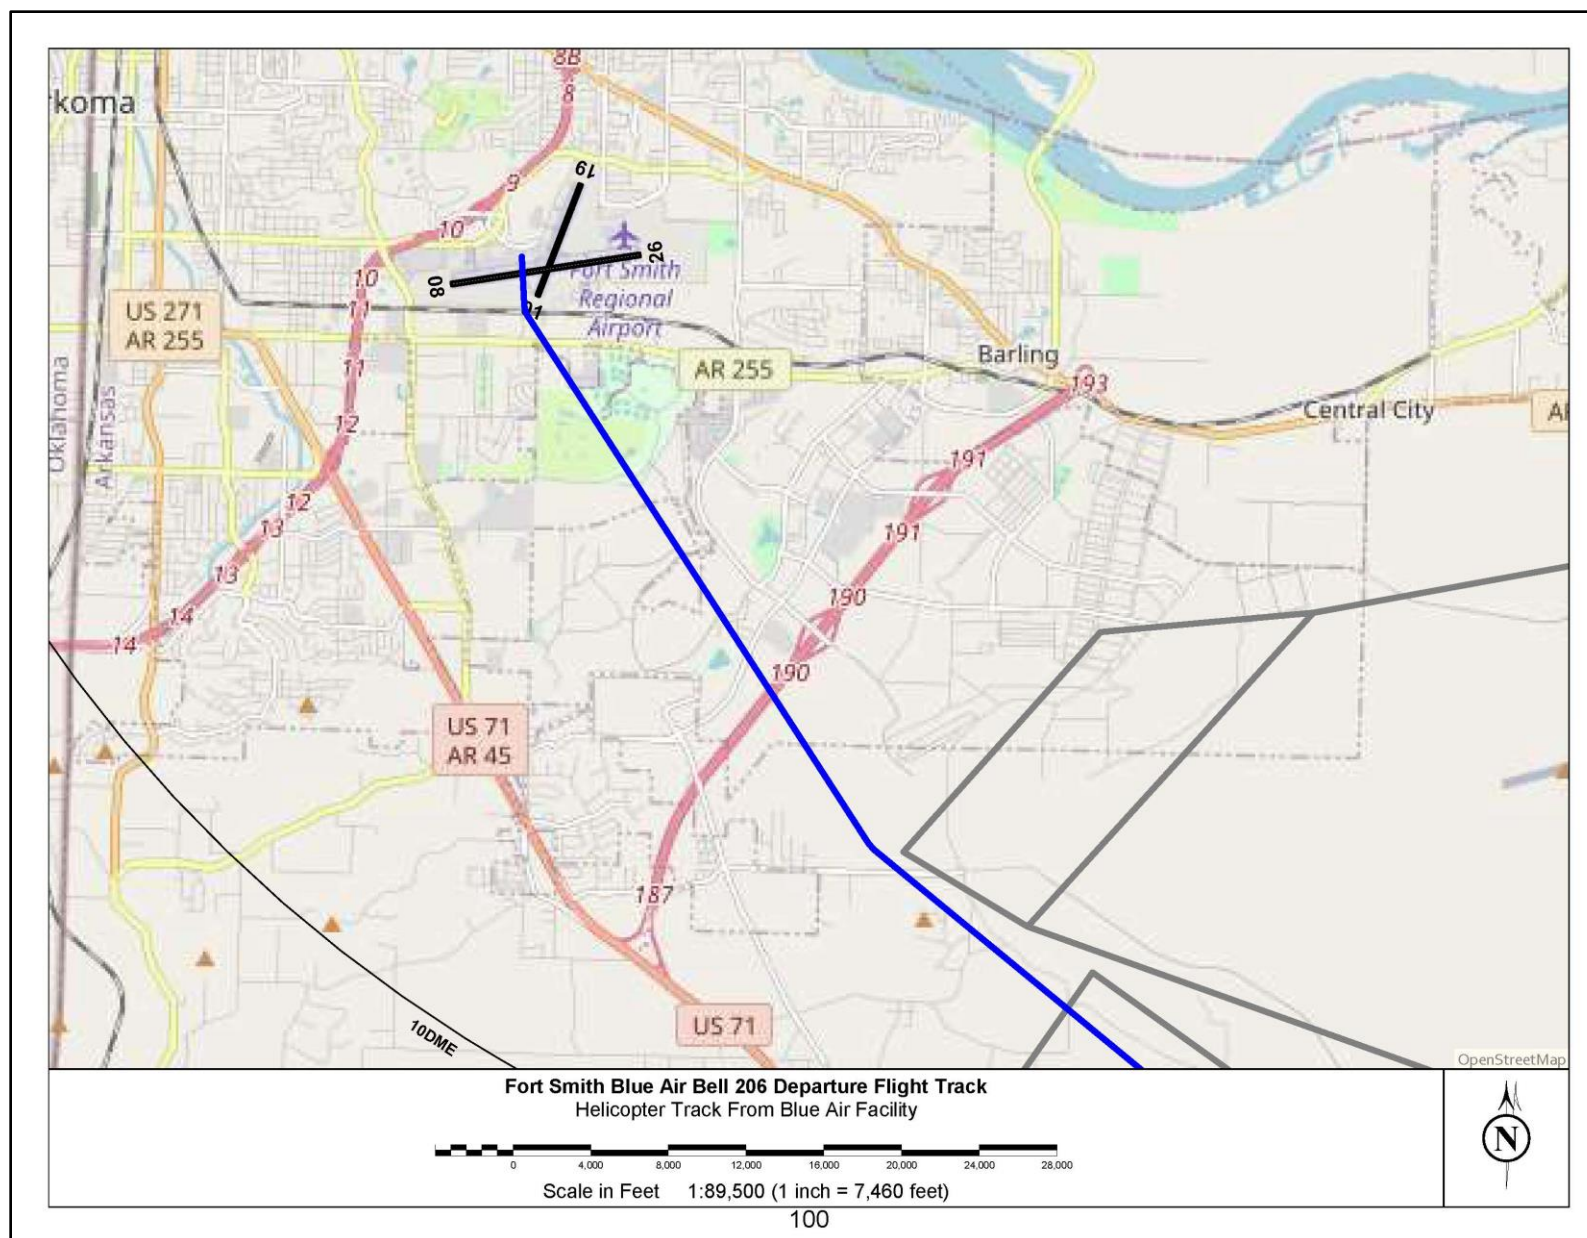 8B
8
rkoma
9
19
10
26
Fort Smith
Regional
Airport
10
08
01
11
US 271
AR 255
Barling
AR 255
193
11
Central City
Oklahoma
Arkansas
12
191
12
13
191
13
190
14
14
190
US 71
AR 45
187
US 71
10DME
OpenStreetMap
Fort Smith Blue Air Bell 206 Departure Flight Track
Helicopter Track From Blue Air Facility
N
0 4,000 8,000 12,000 16,000 20,000 24,000 28,000
Scale in Feet 1:89,500 (1 inch = 7,460 feet)
100